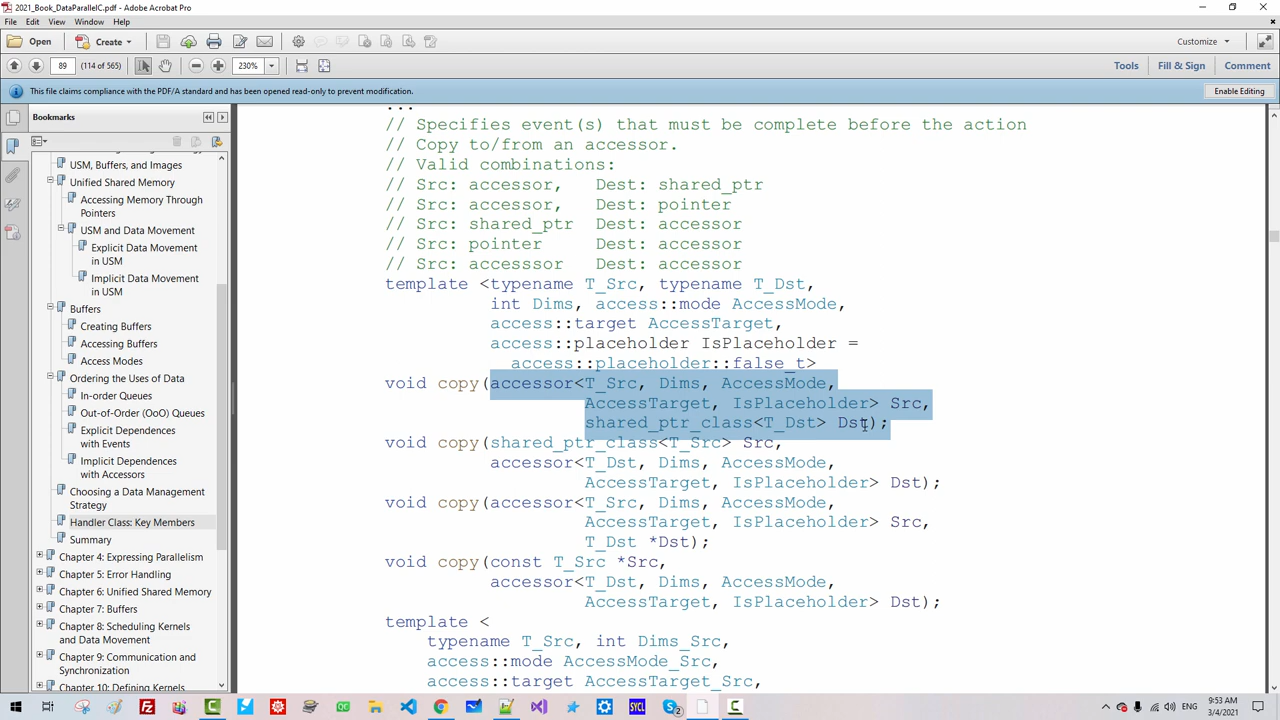 2021_Book_DataParallelC.pdf - Adobe Acrobat Pro
File Edit View Window Help
Open Create Customize
89 (114 of 565) 230% Tools Fill & Sign Comment
This file claims compliance with the PDF/A standard and has been opened read-only to prevent modification. Enable Editing
Bookmarks
USM, Buffers, and Images
Unified Shared Memory
Accessing Memory Through
Pointers
USM and Data Movement
Explicit Data Movement
in USM
Implicit Data Movement
in USM
Buffers
Creating Buffers
Accessing Buffers
Access Modes
Ordering the Uses of Data
In-order Queues
Out-of-Order (OoO) Queues
Explicit Dependencies
with Events
Implicit Dependencies
with Accessors
Choosing a Data Management
Strategy
Handler Class: Key Members
Summary
Chapter 4: Expressing Parallelism
Chapter 5: Error Handling
Chapter 6: Unified Shared Memory
Chapter 7: Buffers
Chapter 8: Scheduling Kernels
and Data Movement
Chapter 9: Communication and
Synchronization
Chapter 10: Defining Kernels
...
// Specifies event(s) that must be complete before the action
// Copy to/from an accessor.
// Valid combinations:
// Src: accessor,   Dest: shared_ptr
// Src: accessor,   Dest: pointer
// Src: shared_ptr  Dest: accessor
// Src: pointer     Dest: accessor
// Src: accesssor   Dest: accessor
template <typename T_Src, typename T_Dst,
int Dims, access::mode AccessMode,
access::target AccessTarget,
access::placeholder IsPlaceholder =
access::placeholder::false_t>
void copy(accessor<T_Src, Dims, AccessMode,
AccessTarget, IsPlaceholder> Src,
shared_ptr_class<T_Dst> Dst);
void copy(shared_ptr_class<T_Src> Src,
accessor<T_Dst, Dims, AccessMode,
AccessTarget, IsPlaceholder> Dst);
void copy(accessor<T_Src, Dims, AccessMode,
AccessTarget, IsPlaceholder> Src,
T_Dst *Dst);
void copy(const T_Src *Src,
accessor<T_Dst, Dims, AccessMode,
AccessTarget, IsPlaceholder> Dst);
template <
typename T_Src, int Dims_Src,
access::mode AccessMode_Src,
access::target AccessTarget_Src,
QC SYCL ENG 9:53 AM
3/4/2021